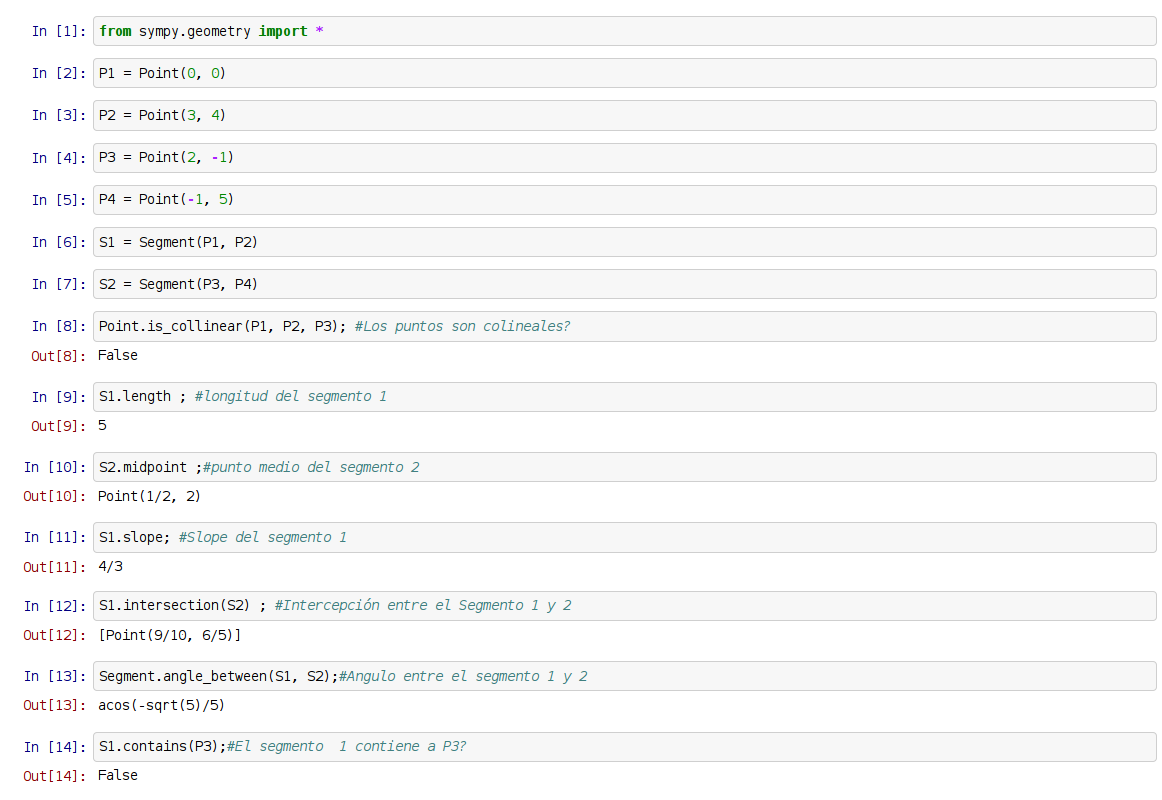 In [1]: from sympy.geometry import *
In [2]: P1 = Point(0, 0)
In [3]: P2 = Point(3, 4)
In [4]: P3 = Point(2, -1)
In [5]: P4 = Point(-1, 5)
In [6]: S1 = Segment(P1, P2)
In [7]: S2 = Segment(P3, P4)
In [8]: Point.is_collinear(P1, P2, P3); #Los puntos son colineales?
Out[8]: False
In [9]: S1.length ; #longitud del segmento 1
Out[9]: 5
In [10]: S2.midpoint ;#punto medio del segmento 2
Out[10]: Point(1/2, 2)
In [11]: S1.slope; #Slope del segmento 1
Out[11]: 4/3
In [12]: S1.intersection(S2) ; #Intercepción entre el Segmento 1 y 2
Out[12]: [Point(9/10, 6/5)]
In [13]: Segment.angle_between(S1, S2);#Angulo entre el segmento 1 y 2
Out[13]: acos(-sqrt(5)/5)
In [14]: S1.contains(P3);#El segmento  1 contiene a P3?
Out[14]: False